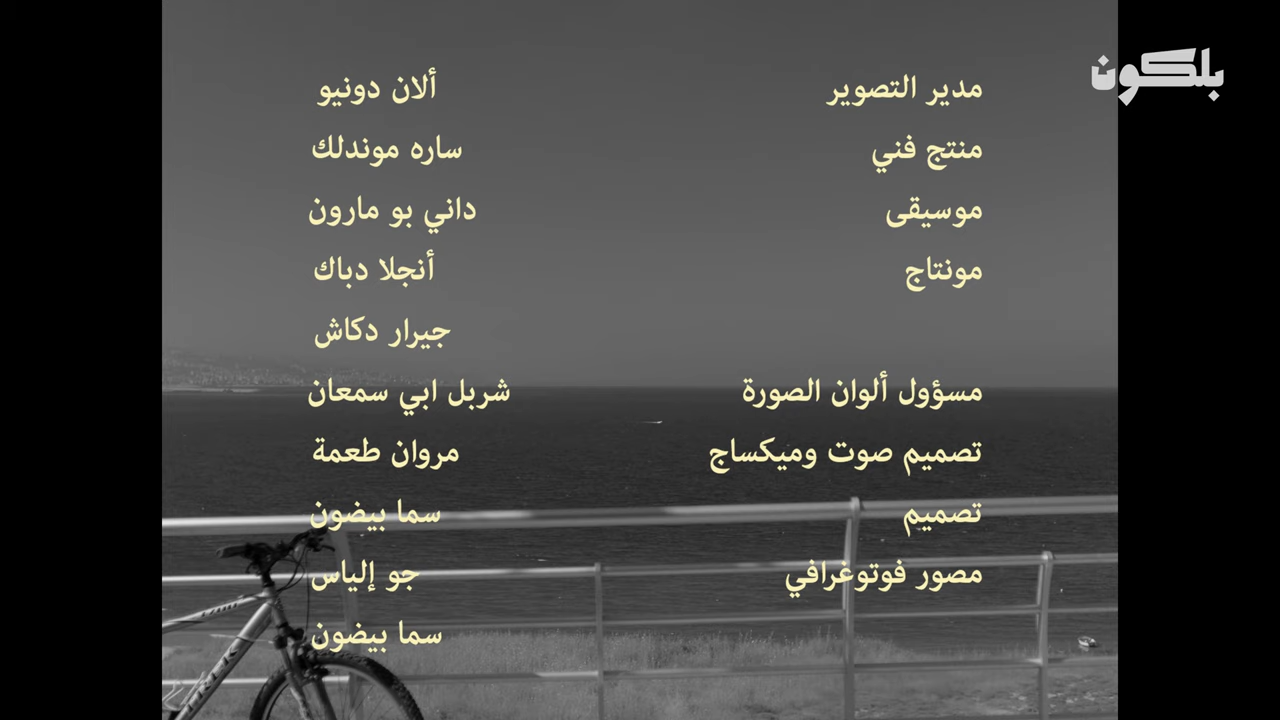 بلكون
مدير التصوير ألان دونيو
منتج فني ساره موندلك
موسيقى داني بو مارون
مونتاج أنجلا دباك
جيرار دكاش
مسؤول ألوان الصورة شربل ابي سمعان
تصميم صوت وميكساج مروان طعمة
تصميم سما بيضون
مصور فوتوغرافي جو إلياس
سما بيضون
TREK